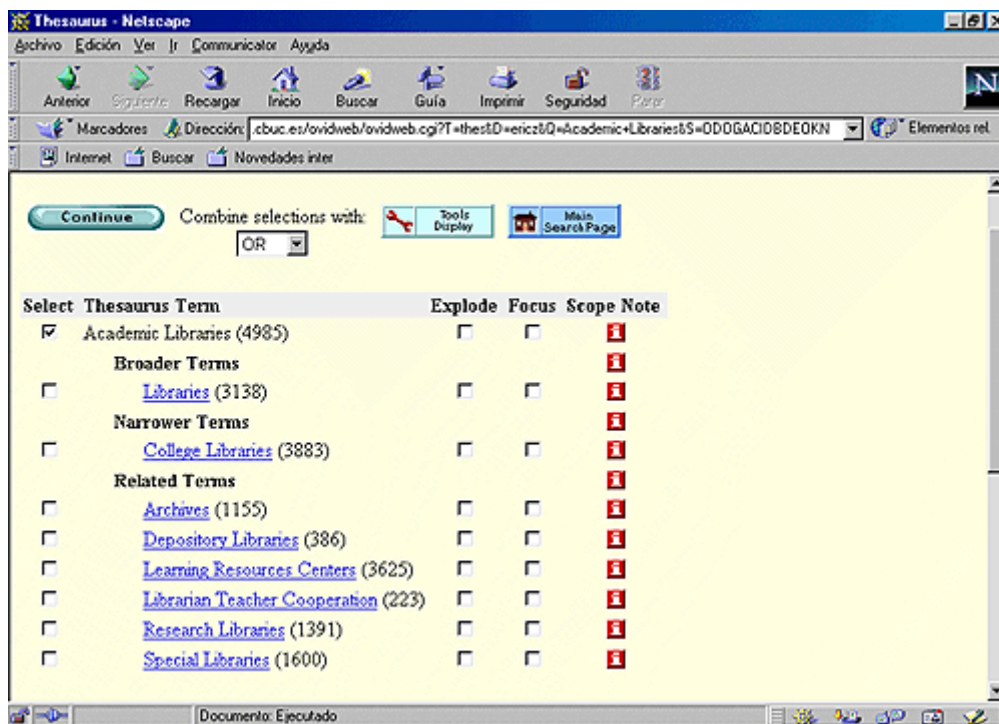 Thesaurus - Netscape
Archivo Edición Ver Ir Communicator Ayuda
Anterior Siguiente Recargar Inicio Buscar Guía Imprimir Seguridad Parar
Marcadores Dirección: .cbuc.es/ovidweb/ovidweb.cgi?T=thes&D=ericz&Q=Academic+Libraries&S=ODOGACIDBDEOKN Elementos rel.
Internet Buscar Novedades inter
Continue Combine selections with: Tools Display Main Search Page
OR
Select Thesaurus Term Explode Focus Scope Note
Academic Libraries (4985)
Broader Terms
Libraries (3138)
Narrower Terms
College Libraries (3883)
Related Terms
Archives (1155)
Depository Libraries (386)
Learning Resources Centers (3625)
Librarian Teacher Cooperation (223)
Research Libraries (1391)
Special Libraries (1600)
Documento: Ejecutado